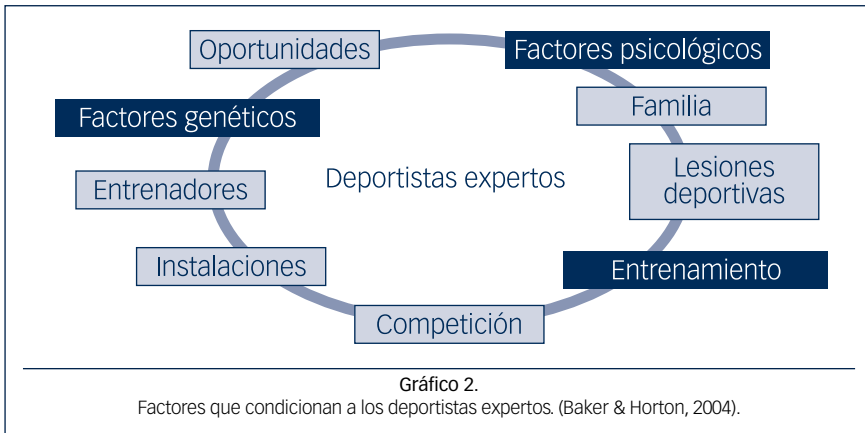 Oportunidades
Factores psicológicos
Factores genéticos
Familia
Entrenadores
Deportistas expertos
Lesiones
deportivas
Instalaciones
Entrenamiento
Competición
Gráfico 2.
Factores que condicionan a los deportistas expertos. (Baker & Horton, 2004).